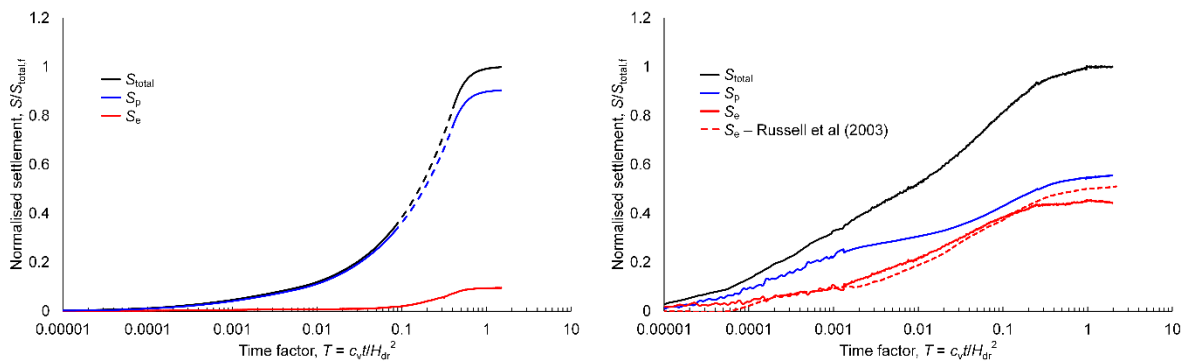 1.2
1
0.8
0.6
0.4
0.2
0
Normalised settlement, S/Stotal,f
Stotal
Sp
Se
0.00001 0.0001 0.001 0.01 0.1 1 10
Time factor, T = cvt/Hdr2
1.2
1
0.8
0.6
0.4
0.2
0
Normalised settlement, S/Stotal,f
Stotal
Sp
Se
Se – Russell et al (2003)
0.00001 0.0001 0.001 0.01 0.1 1 10
Time factor, T = cvt/Hdr2